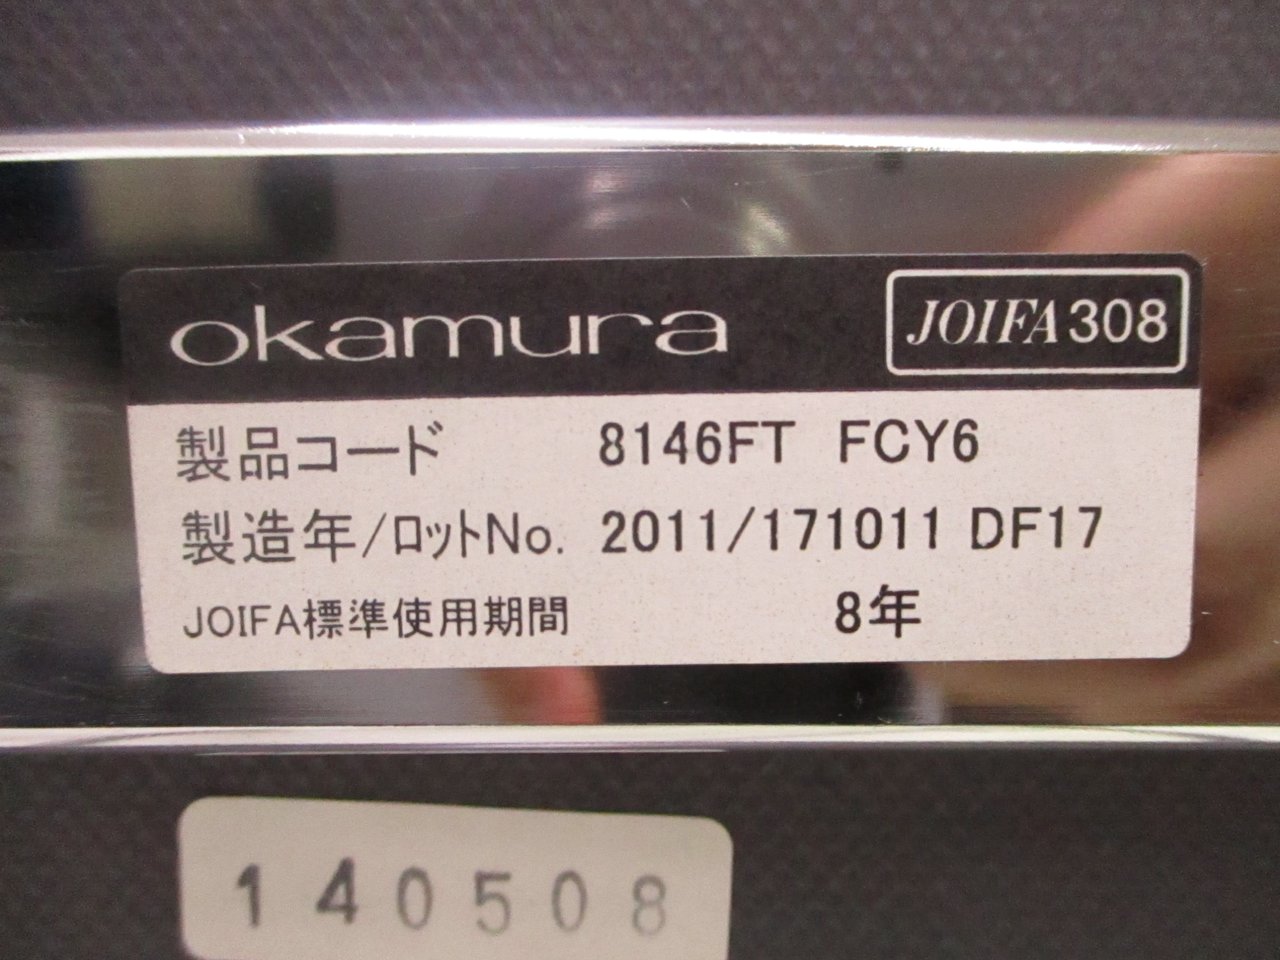 okamura JOIFA308
製品コード 8146FT FCY6
製造年/ロットNo. 2011/171011 DF17
JOIFA標準使用期間 8年
140508